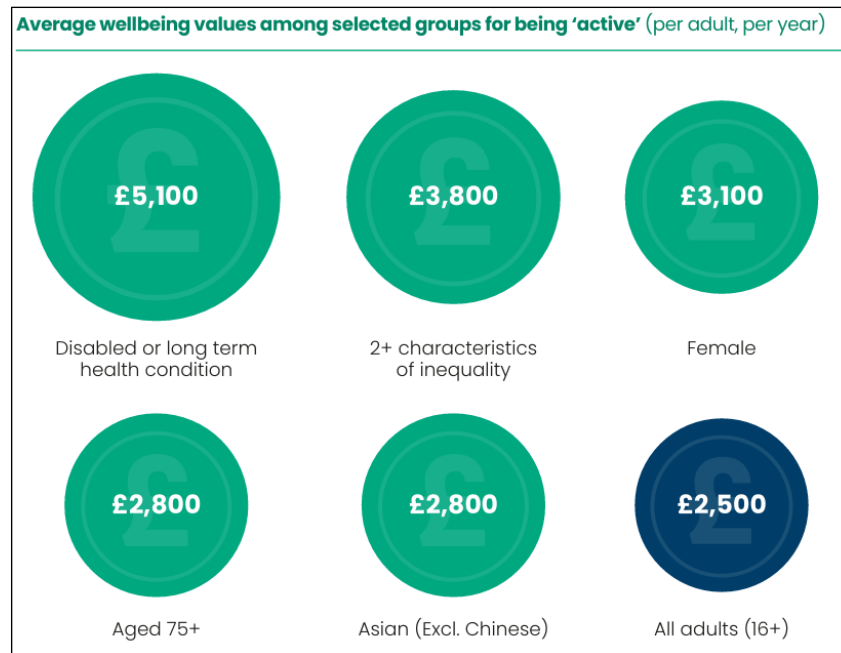 Average wellbeing values among selected groups for being ‘active’ (per adult, per year)
£5,100
£3,800
£3,100
Disabled or long term
health condition
2+ characteristics
of inequality
Female
£2,800
£2,800
£2,500
Aged 75+
Asian (Excl. Chinese)
All adults (16+)